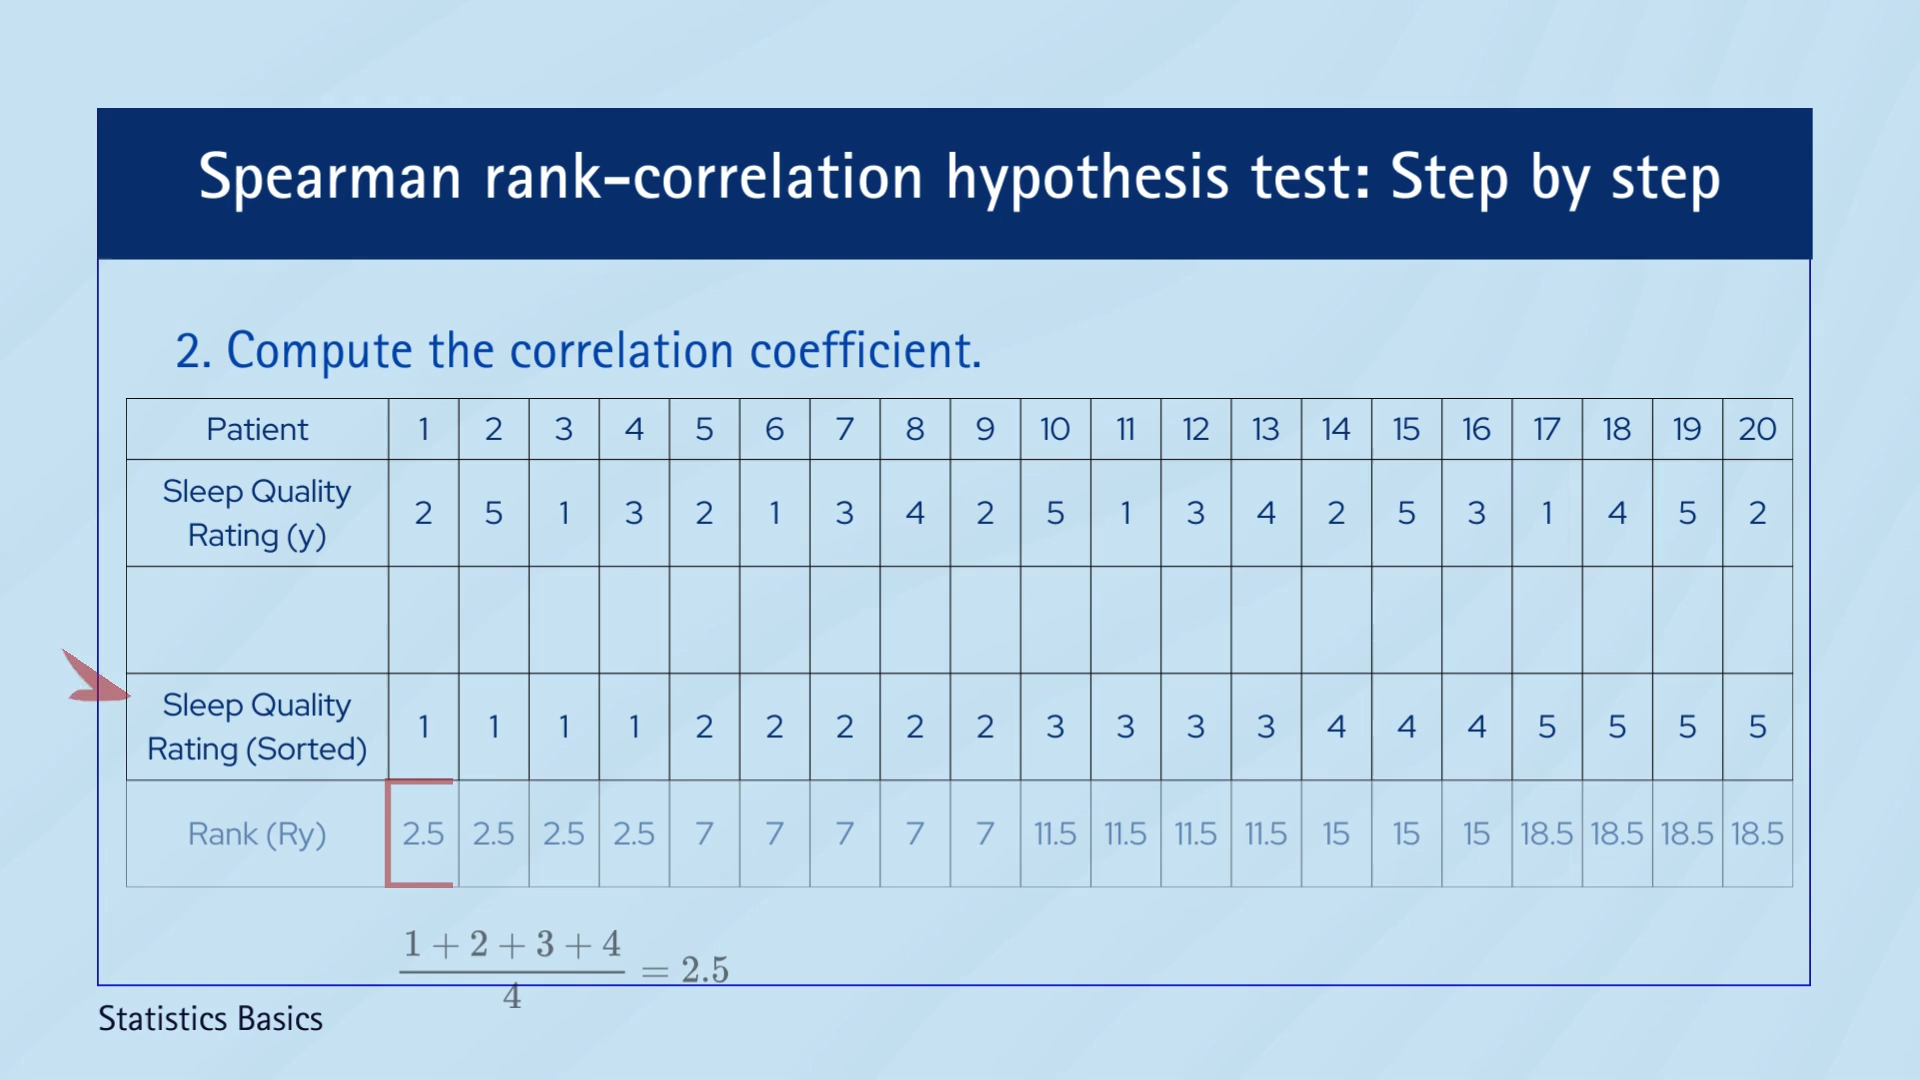 Spearman rank-correlation hypothesis test: Step by step
2. Compute the correlation coefficient.
Patient 1 2 3 4 5 6 7 8 9 10 11 12 13 14 15 16 17 18 19 20
Sleep Quality
Rating (y) 2 5 1 3 2 1 3 4 2 5 1 3 4 2 5 3 1 4 5 2
Sleep Quality
Rating (Sorted) 1 1 1 1 2 2 2 2 2 3 3 3 3 4 4 4 5 5 5 5
Rank (Ry) 2.5 2.5 2.5 2.5 7 7 7 7 7 11.5 11.5 11.5 11.5 15 15 15 18.5 18.5 18.5 18.5
1 + 2 + 3 + 4
= 2.5
4
Statistics Basics